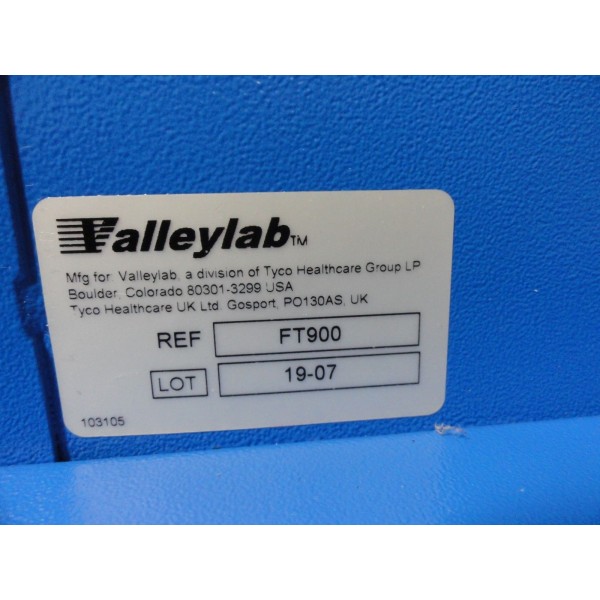 Valleylab™
Mfg for Valleylab, a division of Tyco Healthcare Group LP
Boulder, Colorado 80301-3299 USA
Tyco Healthcare UK Ltd. Gosport, PO130AS, UK
REF FT900
LOT 19-07
103105